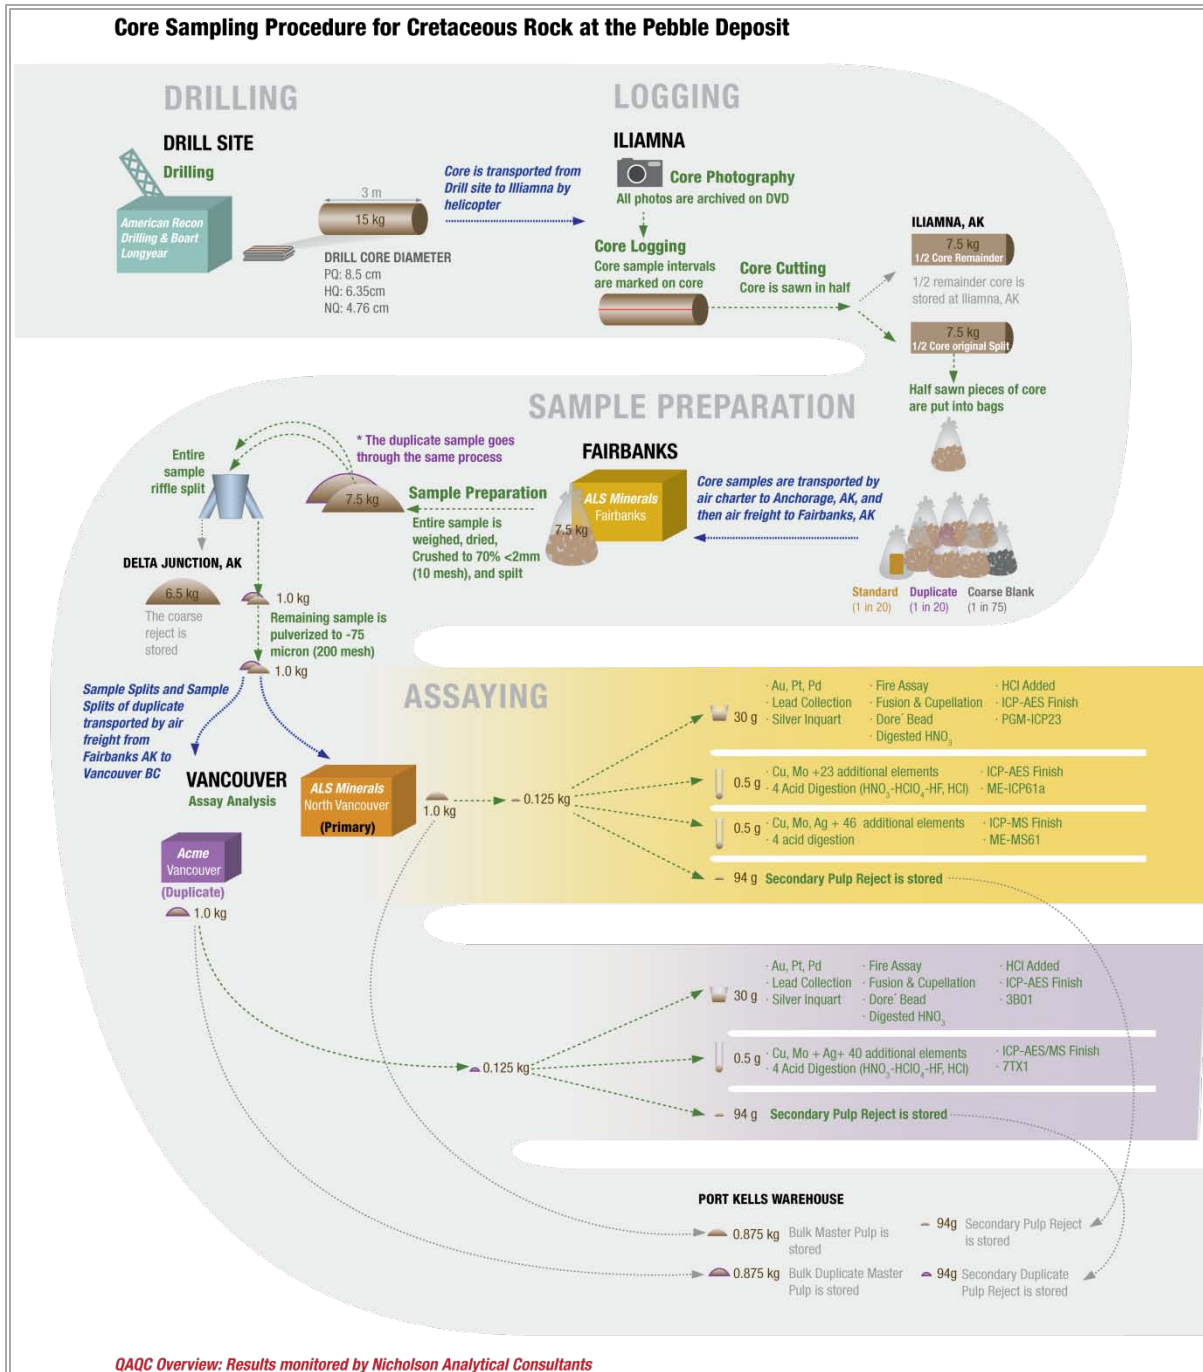 Core Sampling Procedure for Cretaceous Rock at the Pebble Deposit
DRILLING
DRILL SITE
Drilling
American Recon
Drilling & Boart
Longyear
3 m
15 kg
DRILL CORE DIAMETER
PQ: 8.5 cm
HQ: 6.35cm
NQ: 4.76 cm
Core is transported from
Drill site to Illiamna by
helicopter
LOGGING
ILIAMNA
Core Photography
All photos are archived on DVD
Core Logging
Core sample intervals
are marked on core
Core Cutting
Core is sawn in half
ILIAMNA, AK
7.5 kg
1/2 Core Remainder
1/2 remainder core is
stored at Iliamna, AK
7.5 kg
1/2 Core original Split
Half sawn pieces of core
are put into bags
SAMPLE PREPARATION
FAIRBANKS
ALS Minerals
Fairbanks
7.5 kg
Core samples are transported by
air charter to Anchorage, AK, and
then air freight to Fairbanks, AK
Standard
(1 in 20)
Duplicate
(1 in 20)
Coarse Blank
(1 in 75)
* The duplicate sample goes
through the same process
7.5 kg
Sample Preparation
Entire sample is
weighed, dried,
Crushed to 70% <2mm
(10 mesh), and spilt
Entire
sample
riffle split
DELTA JUNCTION, AK
6.5 kg
The coarse
reject is
stored
1.0 kg
Remaining sample is
pulverized to -75
micron (200 mesh)
1.0 kg
Sample Splits and Sample
Splits of duplicate
transported by air
freight from
Fairbanks AK to
Vancouver BC
VANCOUVER
Assay Analysis
ALS Minerals
North Vancouver
(Primary)
Acme
Vancouver
(Duplicate)
1.0 kg
ASSAYING
1.0 kg
0.125 kg
30 g
· Au, Pt, Pd
· Lead Collection
· Silver Inquart
· Fire Assay
· Fusion & Cupellation
· Dore´ Bead
· Digested HNO3
· HCl Added
· ICP-AES Finish
· PGM-ICP23
0.5 g
· Cu, Mo +23 additional elements
· 4 Acid Digestion (HNO3-HClO4-HF, HCl)
· ICP-AES Finish
· ME-ICP61a
0.5 g
· Cu, Mo, Ag + 46 additional elements
· 4 acid digestion
· ICP-MS Finish
· ME-MS61
94 g Secondary Pulp Reject is stored
0.125 kg
30 g
· Au, Pt, Pd
· Lead Collection
· Silver Inquart
· Fire Assay
· Fusion & Cupellation
· Dore´ Bead
· Digested HNO3
· HCl Added
· ICP-AES Finish
· 3B01
0.5 g
· Cu, Mo + Ag+ 40 additional elements
· 4 Acid Digestion (HNO3-HClO4-HF, HCl)
· ICP-AES/MS Finish
· 7TX1
94 g Secondary Pulp Reject is stored
PORT KELLS WAREHOUSE
0.875 kg Bulk Master Pulp is
stored
94g Secondary Pulp Reject
is stored
0.875 kg Bulk Duplicate Master
Pulp is stored
94g Secondary Duplicate
Pulp Reject is stored
QAQC Overview: Results monitored by Nicholson Analytical Consultants